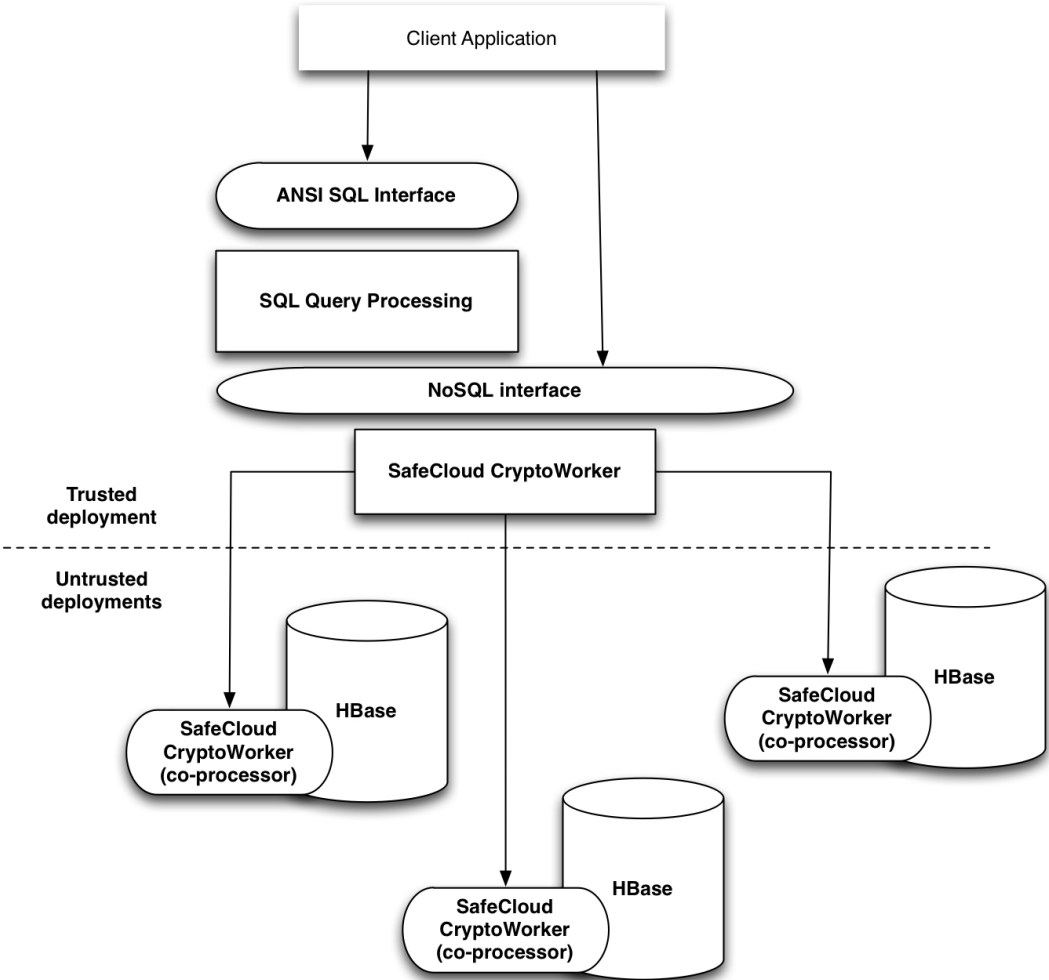 Client Application
ANSI SQL Interface
SQL Query Processing
NoSQL interface
SafeCloud CryptoWorker
Trusted
deployment
Untrusted
deployments
HBase
SafeCloud
CryptoWorker
(co-processor)
HBase
SafeCloud
CryptoWorker
(co-processor)
HBase
SafeCloud
CryptoWorker
(co-processor)